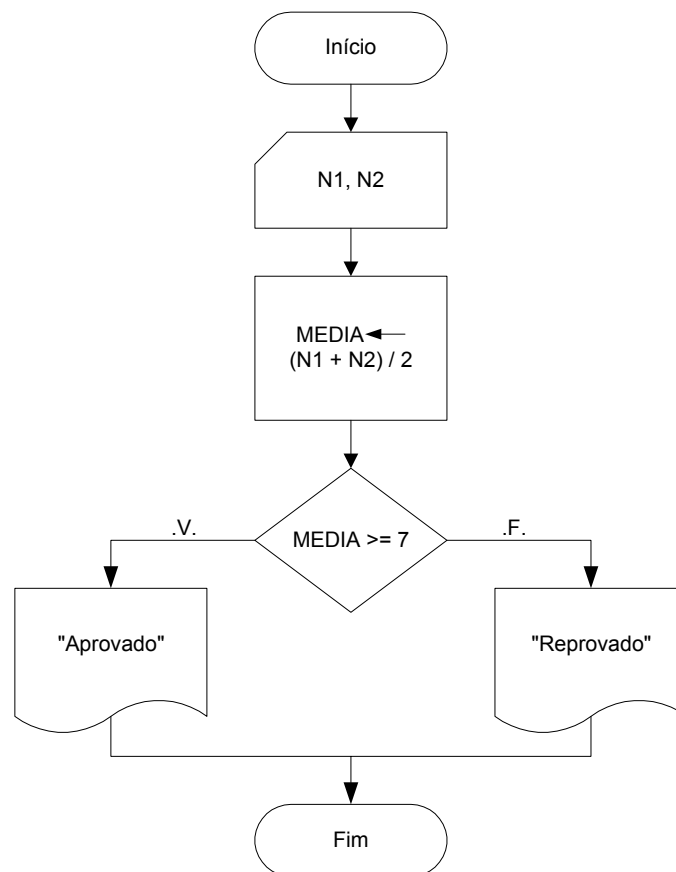 Início
N1, N2
MEDIA
(N1 + N2) / 2
.V.
MEDIA >= 7
.F.
"Aprovado"
"Reprovado"
Fim